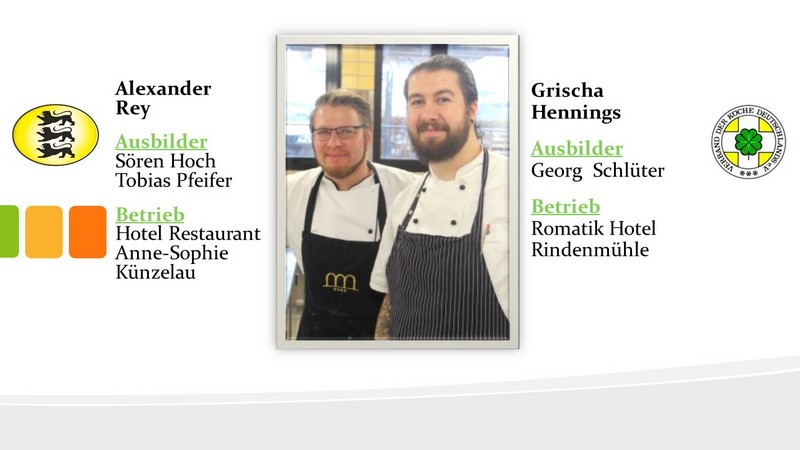 Alexander
Rey
Ausbilder
Sören Hoch
Tobias Pfeifer
Betrieb
Hotel Restaurant
Anne-Sophie
Künzelau
Grischa
Hennings
Ausbilder
Georg  Schlüter
Betrieb
Romatik Hotel
Rindenmühle
VERBAND DER KÖCHE DEUTSCHLANDS e.V.